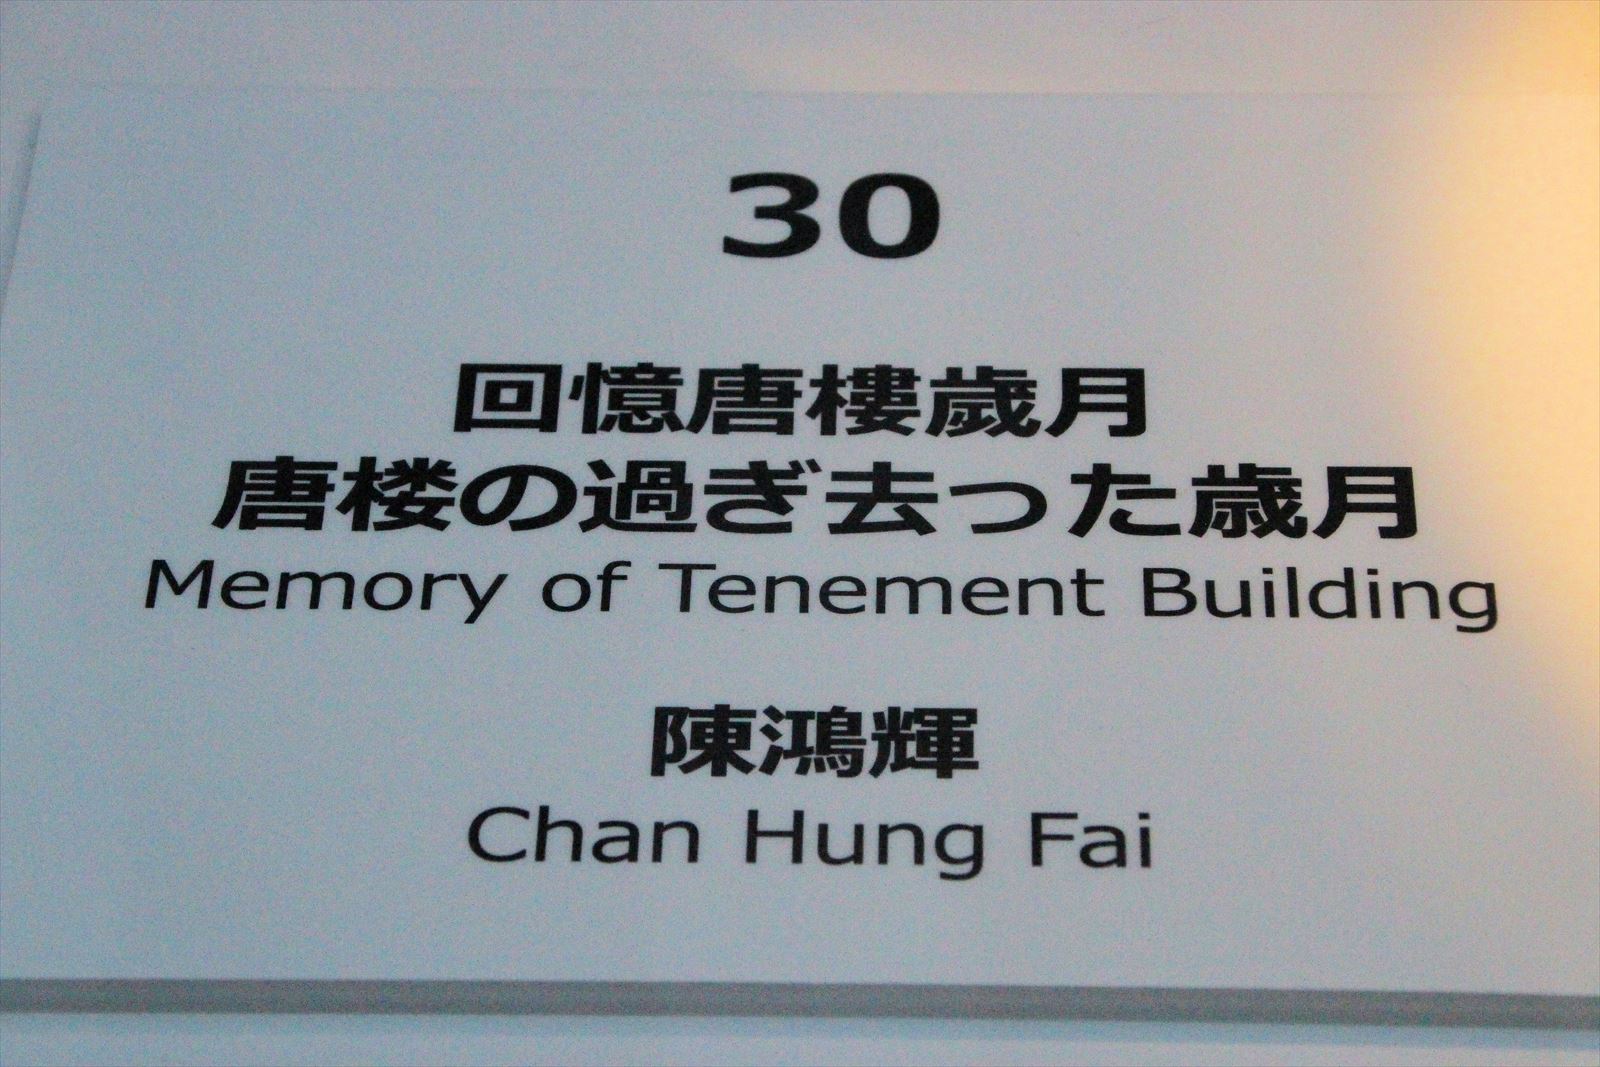 30
回憶唐樓歲月
唐楼の過ぎ去った歳月
Memory of Tenement Building
陳鴻輝
Chan Hung Fai